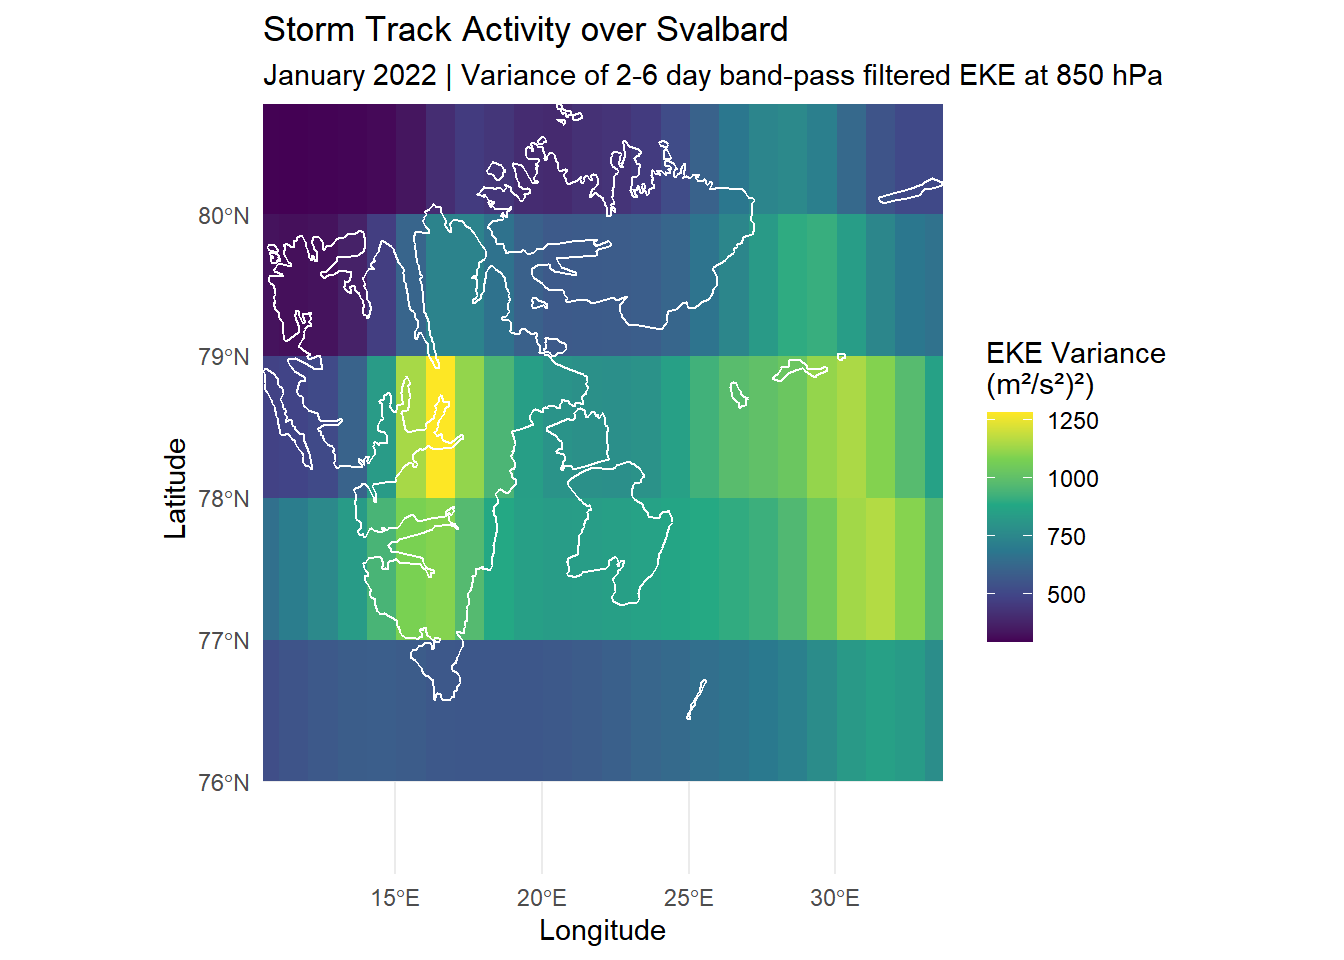 Storm Track Activity over Svalbard
January 2022 | Variance of 2-6 day band-pass filtered EKE at 850 hPa
80°N
79°N
78°N
77°N
76°N
Latitude
15°E 20°E 25°E 30°E
Longitude
EKE Variance
(m²/s²)²)
1250
1000
750
500